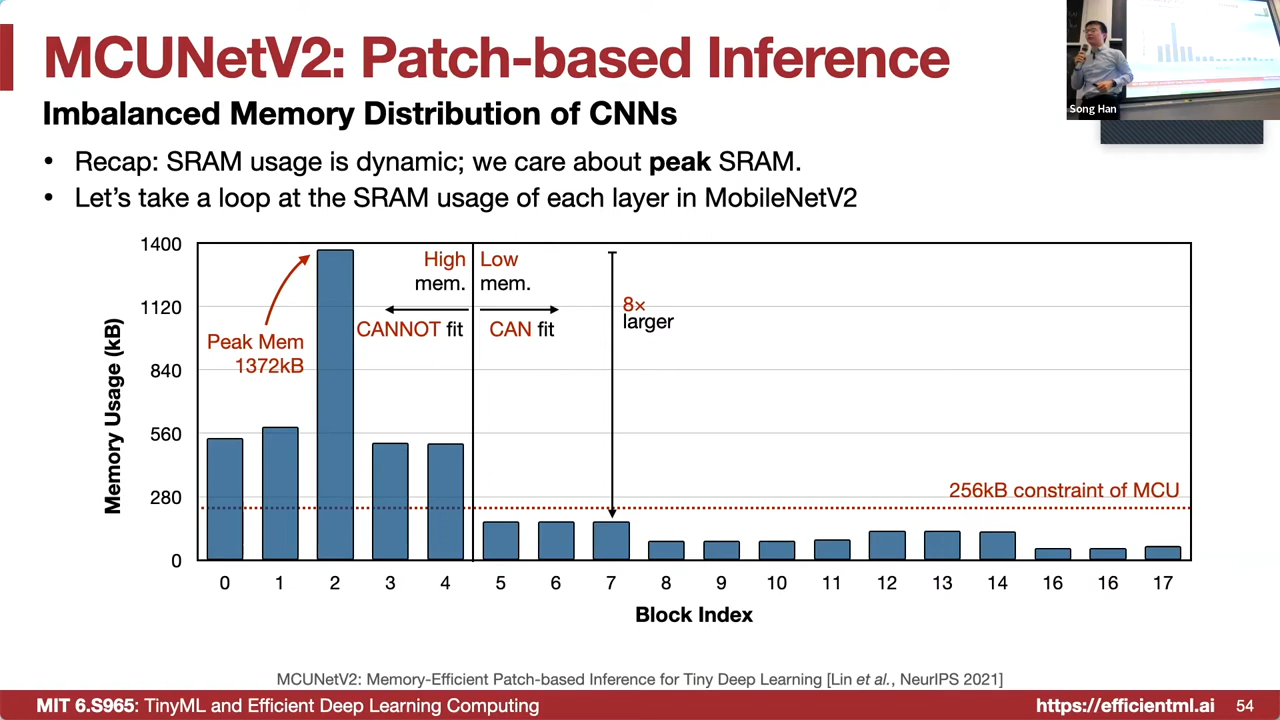 MCUNetV2: Patch-based Inference
Song Han
Imbalanced Memory Distribution of CNNs
• Recap: SRAM usage is dynamic; we care about peak SRAM.
• Let's take a loop at the SRAM usage of each layer in MobileNetV2
Memory Usage (kB)
1400
1120
840
560
280
0
Peak Mem
1372kB
High
mem.
CANNOT fit
Low
mem.
CAN fit
8×
larger
256kB constraint of MCU
0 1 2 3 4 5 6 7 8 9 10 11 12 13 14 16 16 17
Block Index
MCUNetV2: Memory-Efficient Patch-based Inference for Tiny Deep Learning [Lin et al., NeurIPS 2021]
MIT 6.S965: TinyML and Efficient Deep Learning Computing
https://efficientml.ai 54